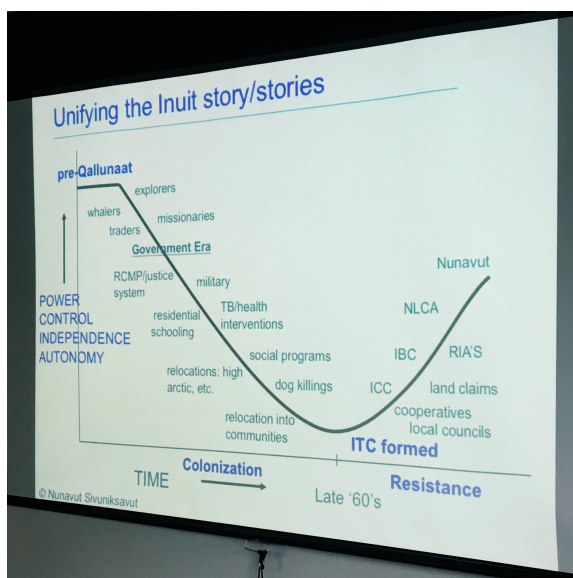 Unifying the Inuit story/stories
pre-Qallunaat
explorers
whalers
missionaries
traders
Government Era
RCMP/justice
system
military
POWER
CONTROL
INDEPENDENCE
AUTONOMY
residential
schooling
TB/health
interventions
social programs
relocations: high
arctic, etc.
dog killings
relocation into
communities
Nunavut
NLCA
IBC
RIA'S
ICC
land claims
cooperatives
local councils
ITC formed
Colonization
Resistance
TIME
Late '60's
© Nunavut Sivuniksavut